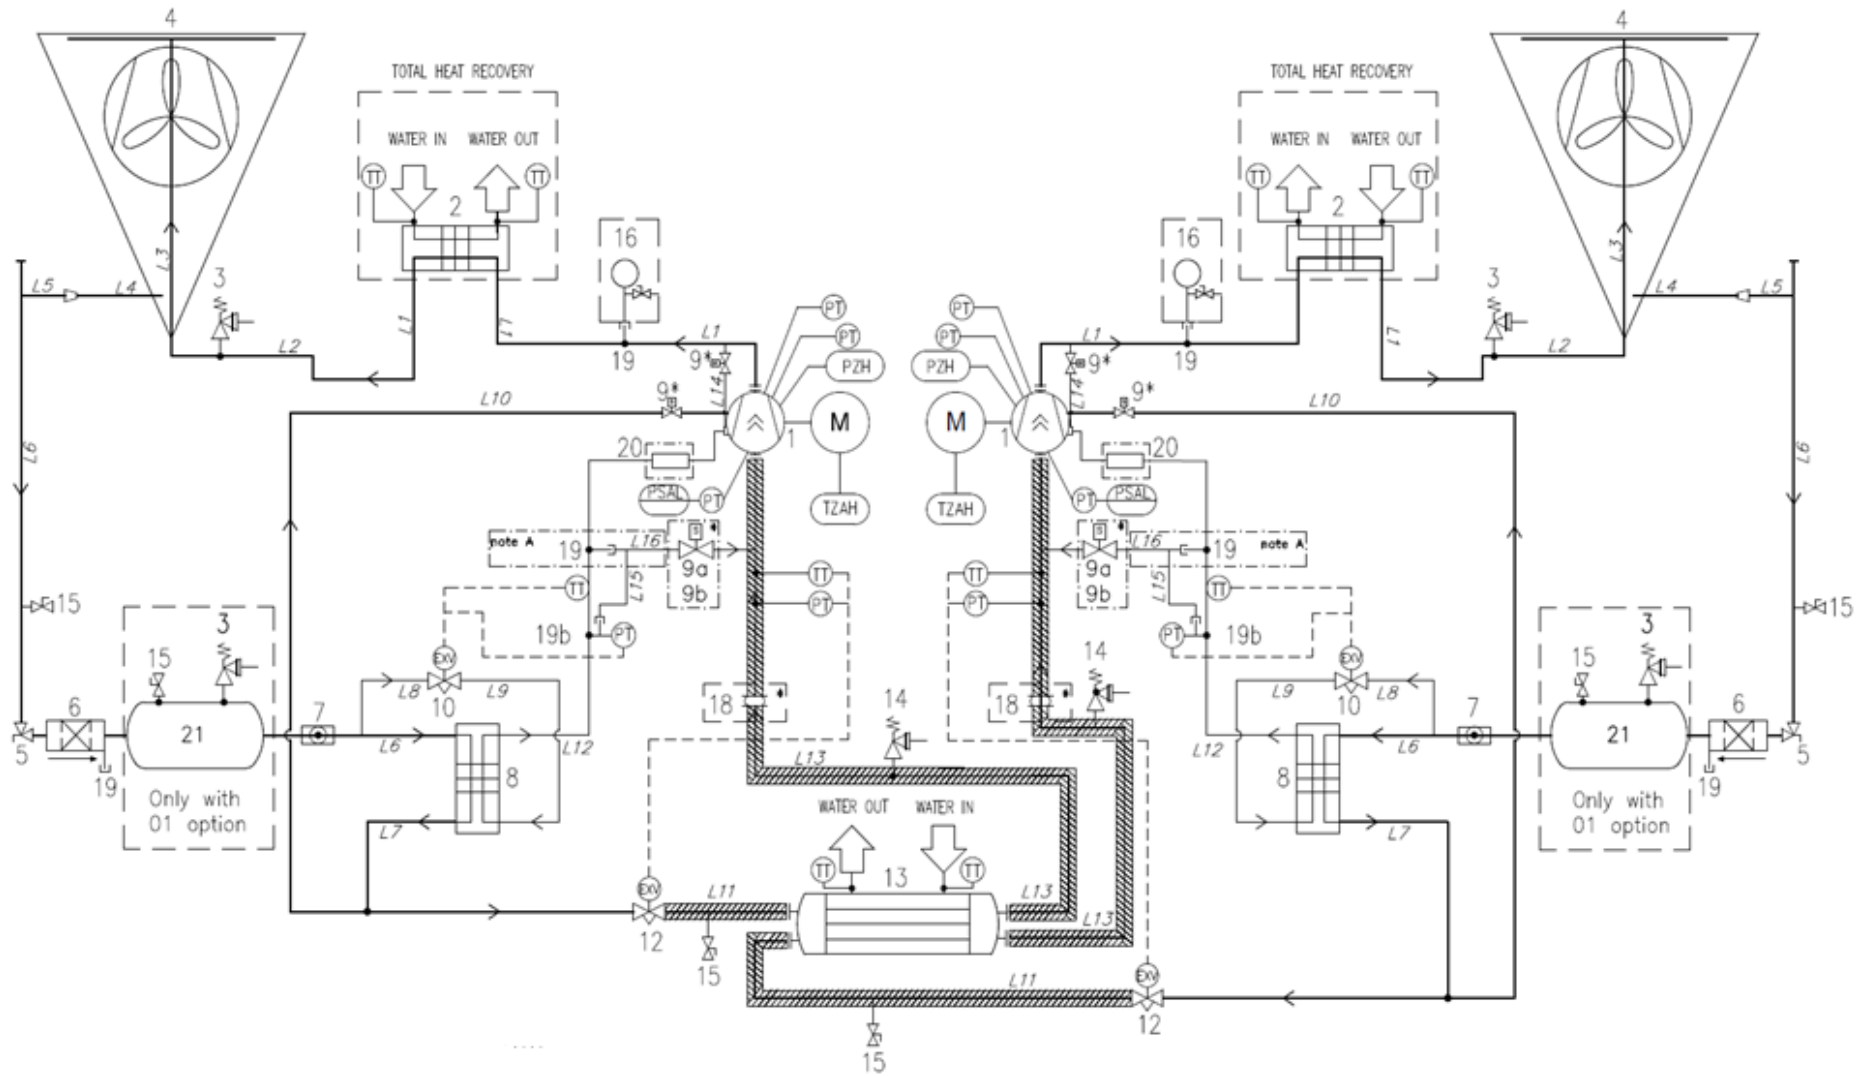 4
4
TOTAL HEAT RECOVERY
TOTAL HEAT RECOVERY
WATER IN WATER OUT
WATER IN WATER OUT
TT TT
TT TT
2
2
16
16
L3
L3
3
3
L5 L4
L4 L5
L1 L7
L7
PT
PT
L1
PT
PT
L1
L2
19
9*
PZH
PZH
9*
19
L2
L14
L14
L10
9*
9*
L10
1
M
M
1
L6
20
20
L6
PSAL PT
TZAH
TZAH
PT PSAL
note A
19 L16
L16 19
note A
9a
9b
9a
9b
L15
L15
TT
TT
TT
TT
PT
PT
15
15
3
3
15
15
19b PT
PT 19b
EXV
EXV
14
14
L8 L9
L9 L8
10
10
18
18
6
7
7
6
21
21
5
L6
L12
L12
L6
5
19
8
8
19
L13
Only with
01 option
Only with
01 option
WATER OUT WATER IN
L7
L7
TT
13
TT
EXV
L11
L13
L13
12
15
EXV
L11
12
15